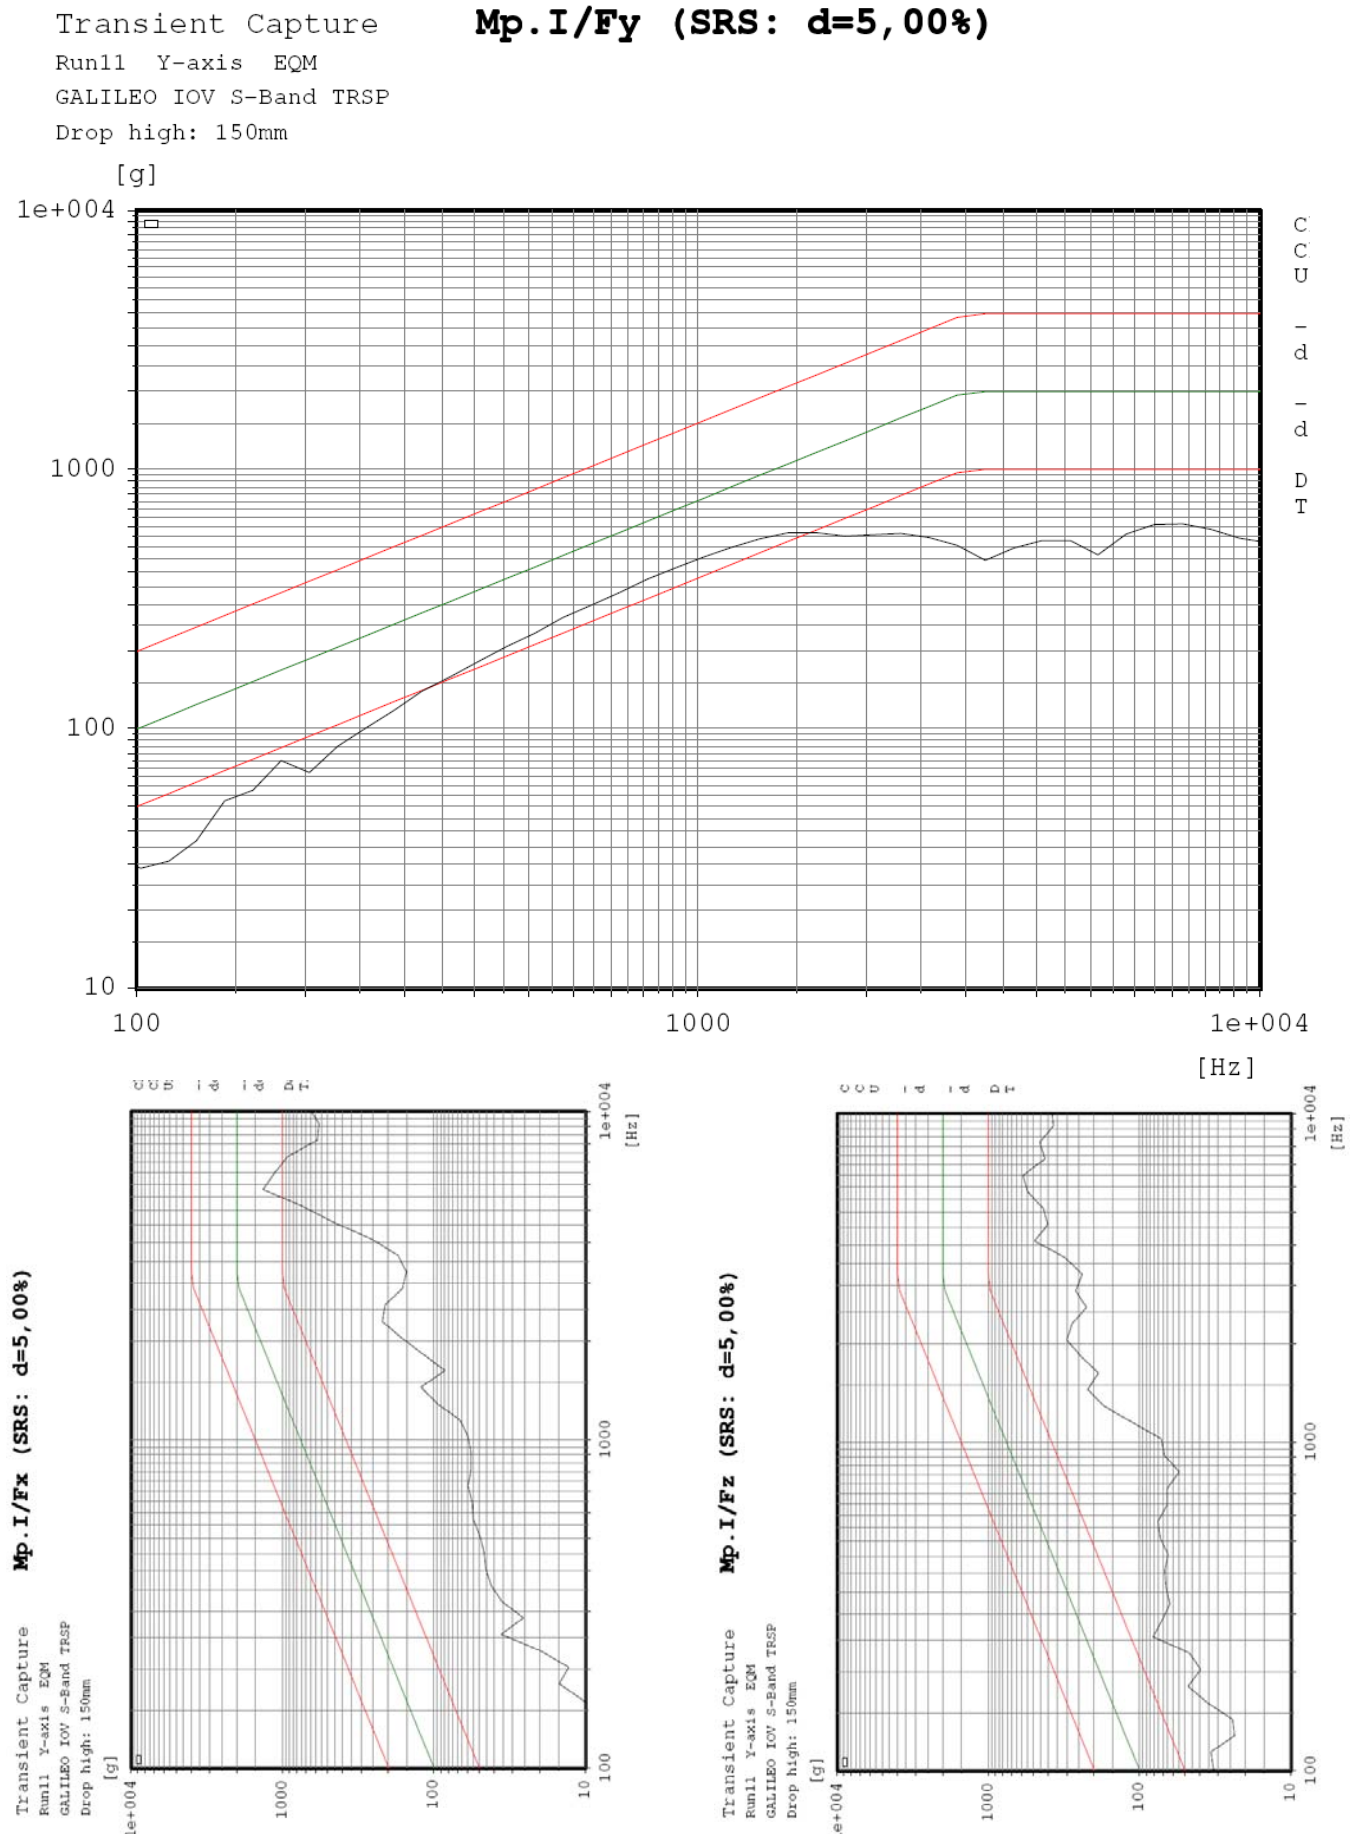 Transient Capture Mp.I/Fy (SRS: d=5,00%)
Run11 Y-axis EQM
GALILEO IOV S-Band TRSP
Drop high: 150mm
[g]
1e+004
1000
100
10
100 1000 1e+004
[Hz]
C
C
U
-
d
-
d
D
T
Transient Capture Mp.I/Fx (SRS: d=5,00%)
Run11 Y-axis EQM
GALILEO IOV S-Band TRSP
Drop high: 150mm
[g]
1e+004
1000
100
10
100 1000 1e+004
[Hz]
C
C
U
-
d
-
d
D
T
Transient Capture Mp.I/Fz (SRS: d=5,00%)
Run11 Y-axis EQM
GALILEO IOV S-Band TRSP
Drop high: 150mm
[g]
1e+004
1000
100
10
100 1000 1e+004
[Hz]
C
C
U
-
d
-
d
D
T